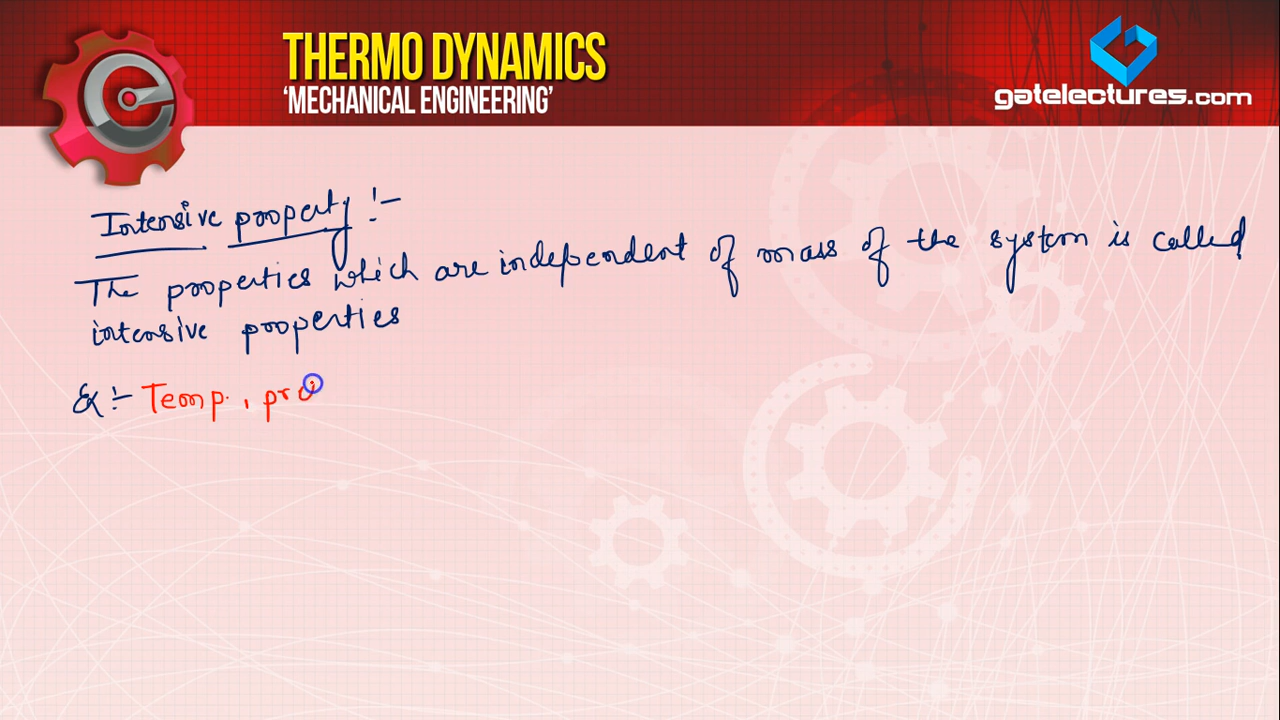 THERMO DYNAMICS
'MECHANICAL ENGINEERING'
gatelectures.com
Intensive property :-
The properties which are independent of mass of the system is called
intensive properties
Ex :- Temp. , pre